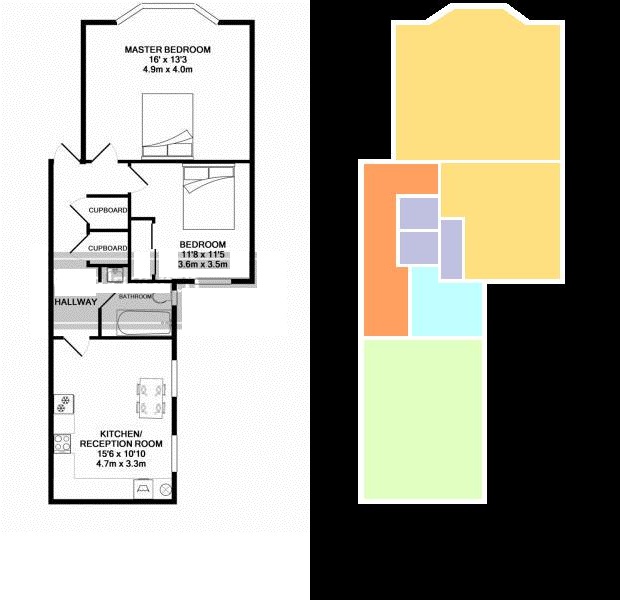 MASTER BEDROOM
16' x 13'3
4.9m x 4.0m
CUPBOARD
CUPBOARD
BEDROOM
11'8 x 11'5
3.6m x 3.5m
HALLWAY
BATHROOM
KITCHEN/
RECEPTION ROOM
15'6 x 10'10
4.7m x 3.3m